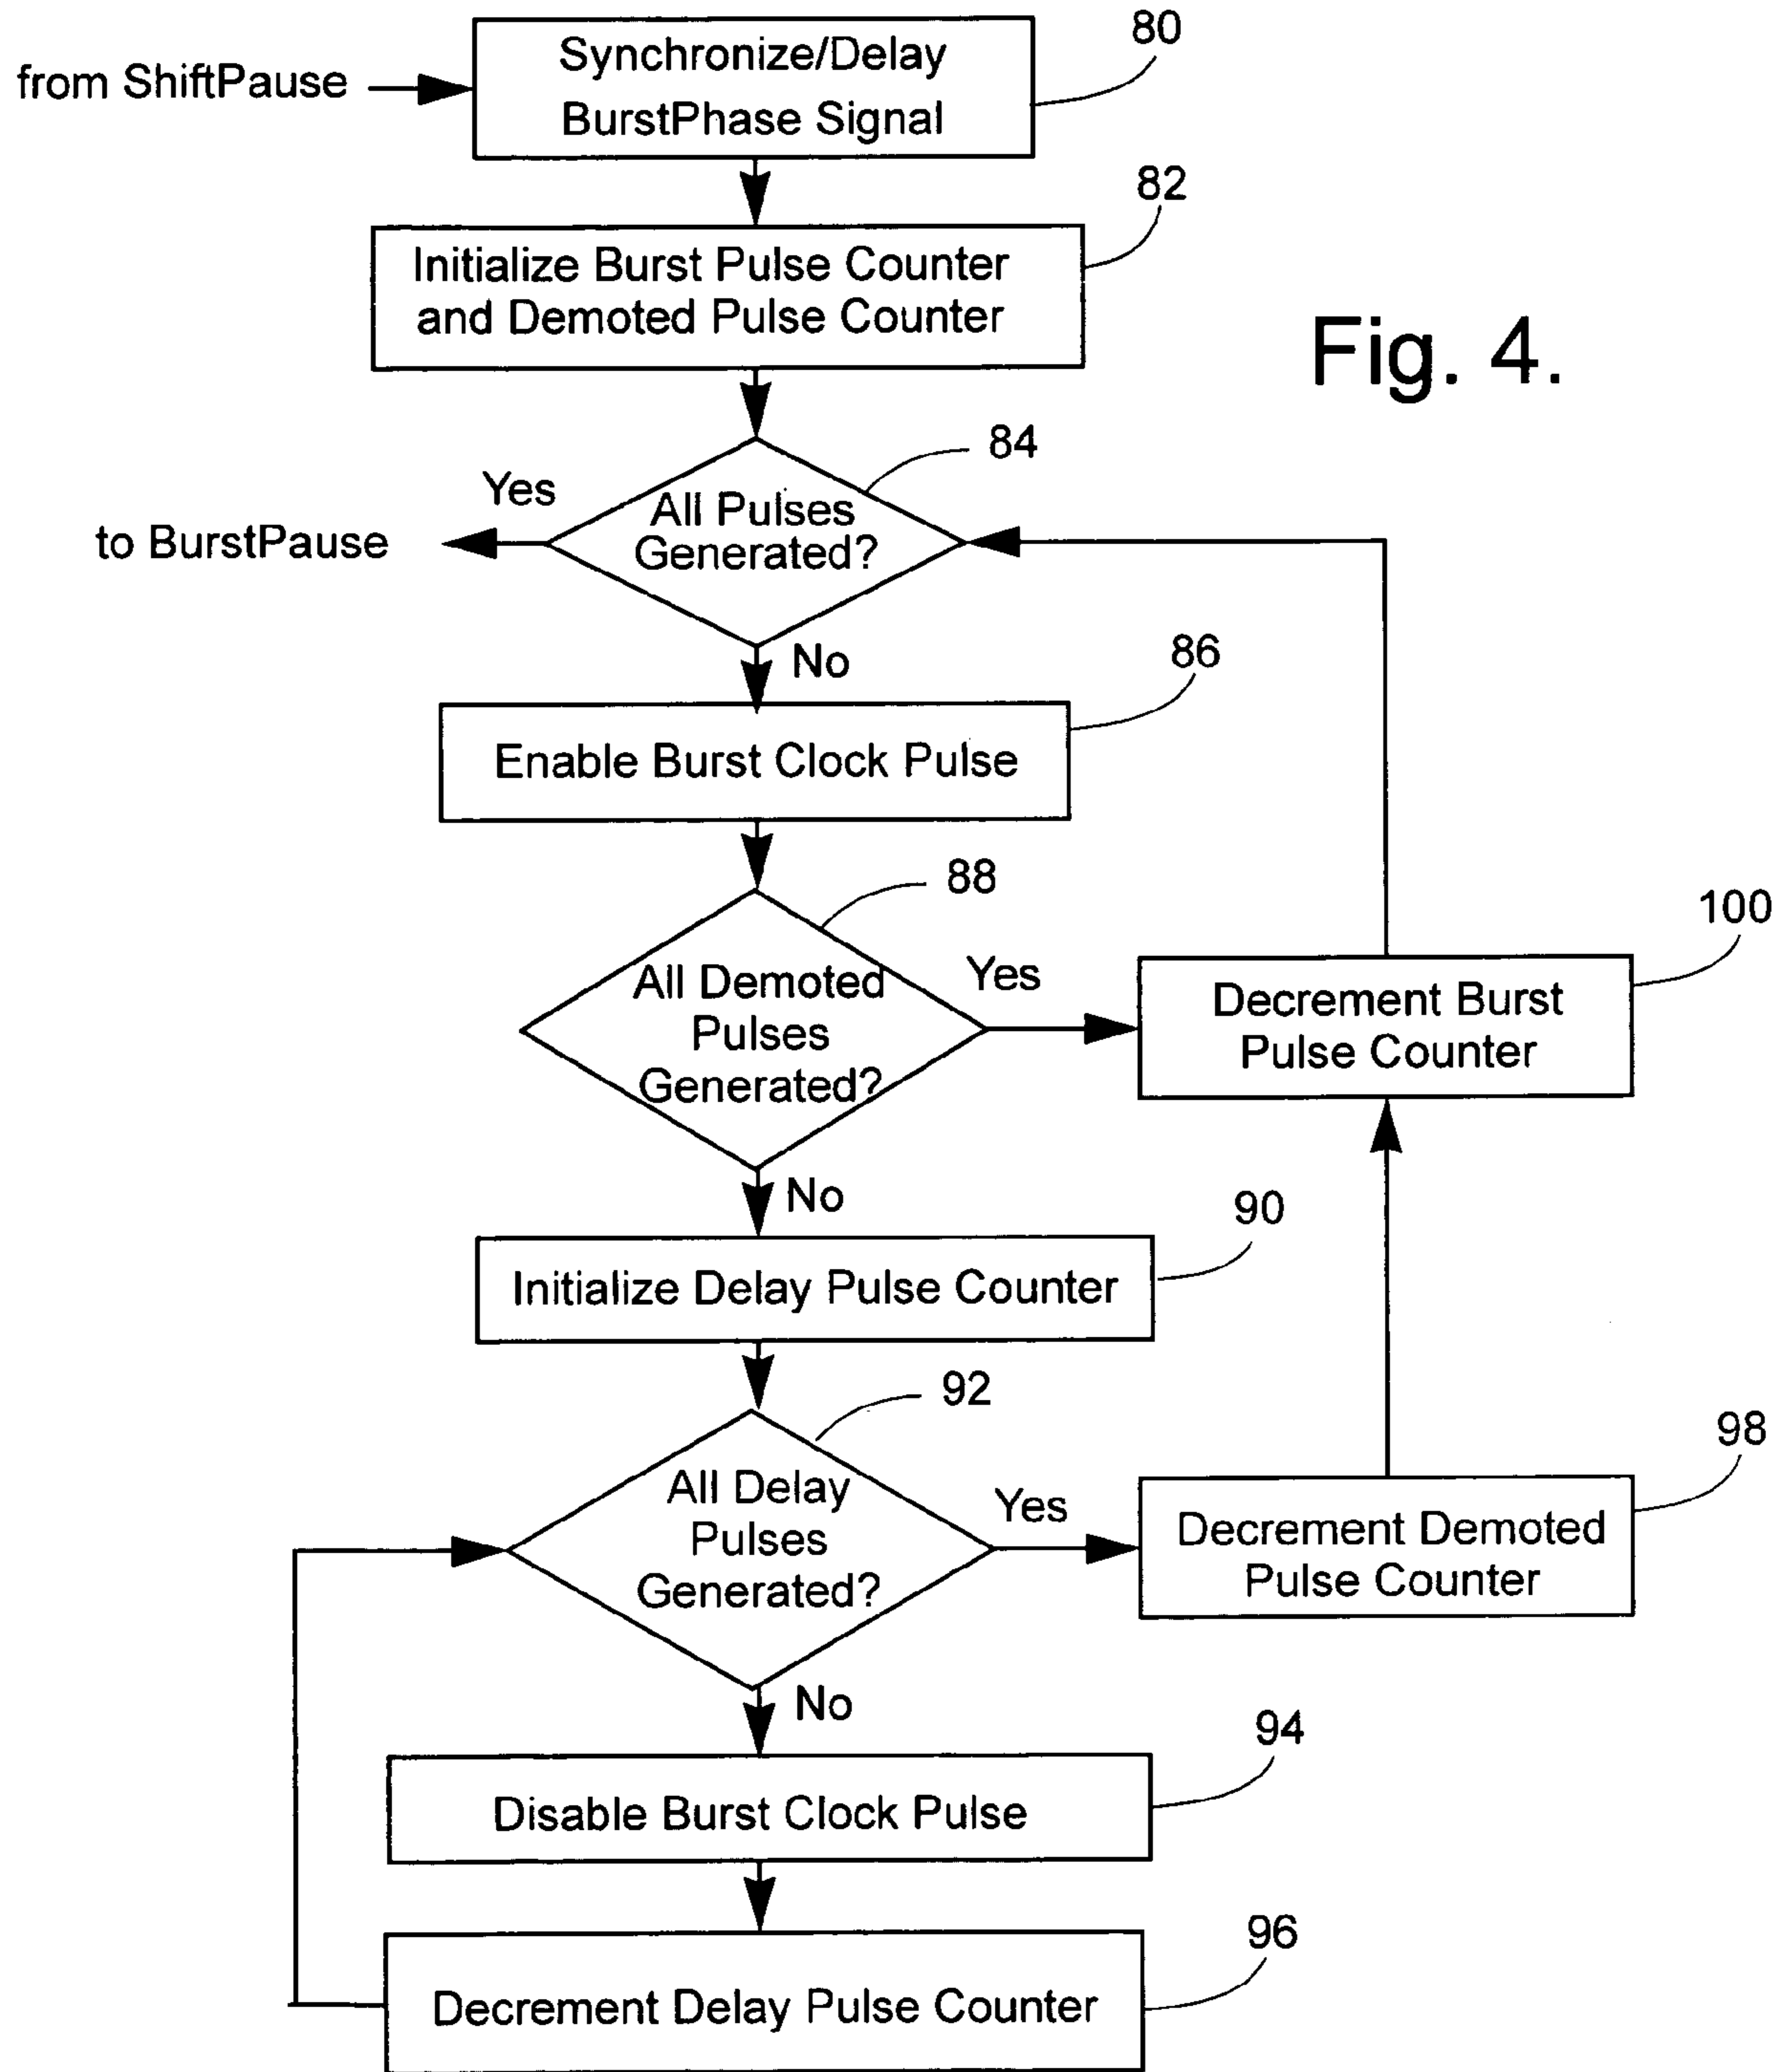 80
Synchronize/Delay
from ShiftPause
BurstPhase Signal
82
Initialize Burst Pulse Counter
and Demoted Pulse Counter
Fig. 4.
84
Yes
All Pulses
to BurstPause
Generated?
No
86
Enable Burst Clock Pulse
88
100
All Demoted
Yes
Pulses
Generated?
Decrement Burst
Pulse Counter
No
90
Initialize Delay Pulse Counter
92
98
All Delay
Yes
Pulses
Generated?
Decrement Demoted
Pulse Counter
No
94
Disable Burst Clock Pulse
96
Decrement Delay Pulse Counter